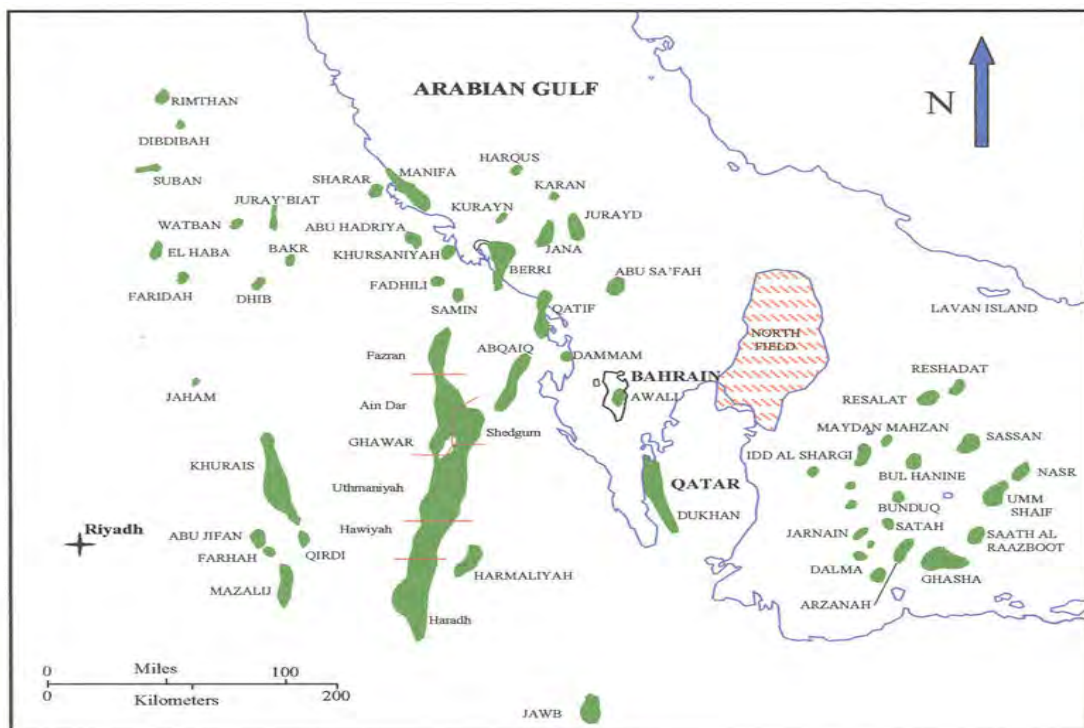 ARABIAN GULF
N
RIMTHAN
DIBDIBAH
HARQUS
MANIFA
SHARAR
SUBAN
KARAN
JURAY'BIAT
KURAYN
JURAYD
WATBAN
ABU HADRIYA
EL HABA
BAKR
KHURSANIYAH
JANA
BERRI
ABU SA'FAH
FARIDAH
DHIB
FADHILI
SAMIN
QATIF
LAVAN ISLAND
NORTH
FIELD
Fazran
ABQAIQ
DAMMAM
RESHADAT
BAHRAIN
JAHAM
AWALI
RESALAT
Ain Dar
MAYDAN MAHZAN
Shedgum
GHAWAR
SASSAN
IDD AL SHARGI
KHURAIS
BUL HANINE
NASR
QATAR
Uthmaniyah
UMM
SHAIF
BUNDUQ
DUKHAN
Riyadh
Hawiyah
SATAH
ABU JIFAN
JARNAIN
SAATH AL
RAAZBOOT
FARHAH
QIRDI
HARMALIYAH
DALMA
GHASHA
MAZALIJ
ARZANAH
Haradh
0 Miles 100
0 Kilometers 200
JAWB